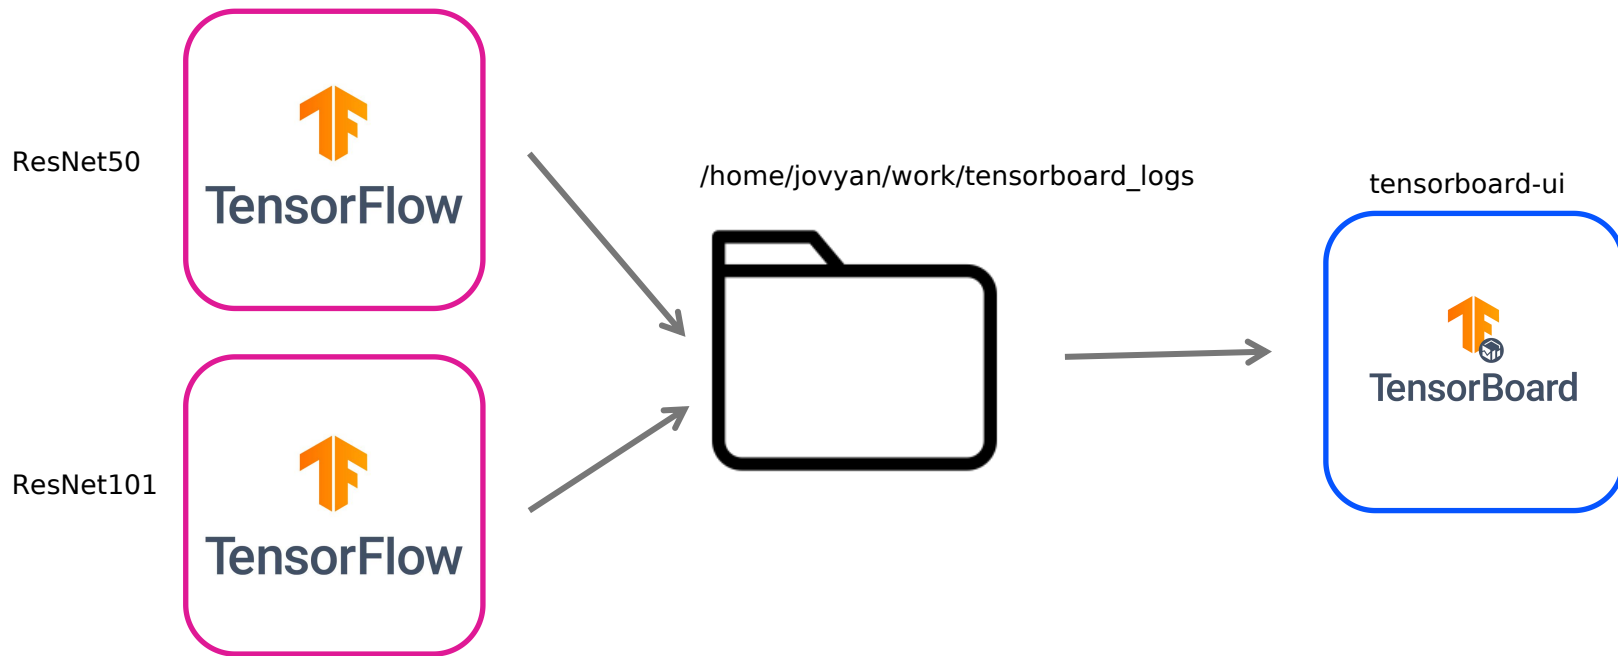 ResNet50
TensorFlow
/home/jovyan/work/tensorboard_logs
tensorboard-ui
TensorBoard
ResNet101
TensorFlow